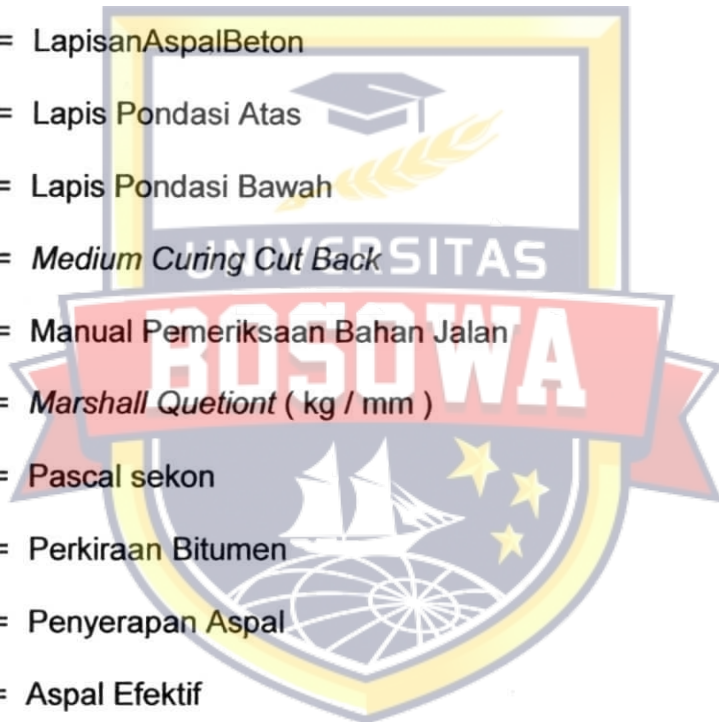 = LapisanAspalBeton
= Lapis Pondasi Atas
= Lapis Pondasi Bawah
= Medium Curing Cut Back
UNIVERSITAS
= Manual Pemeriksaan Bahan Jalan
BOSOWA
= Marshall Quetiont ( kg / mm )
= Pascal sekon
= Perkiraan Bitumen
= Penyerapan Aspal
= Aspal Efektif